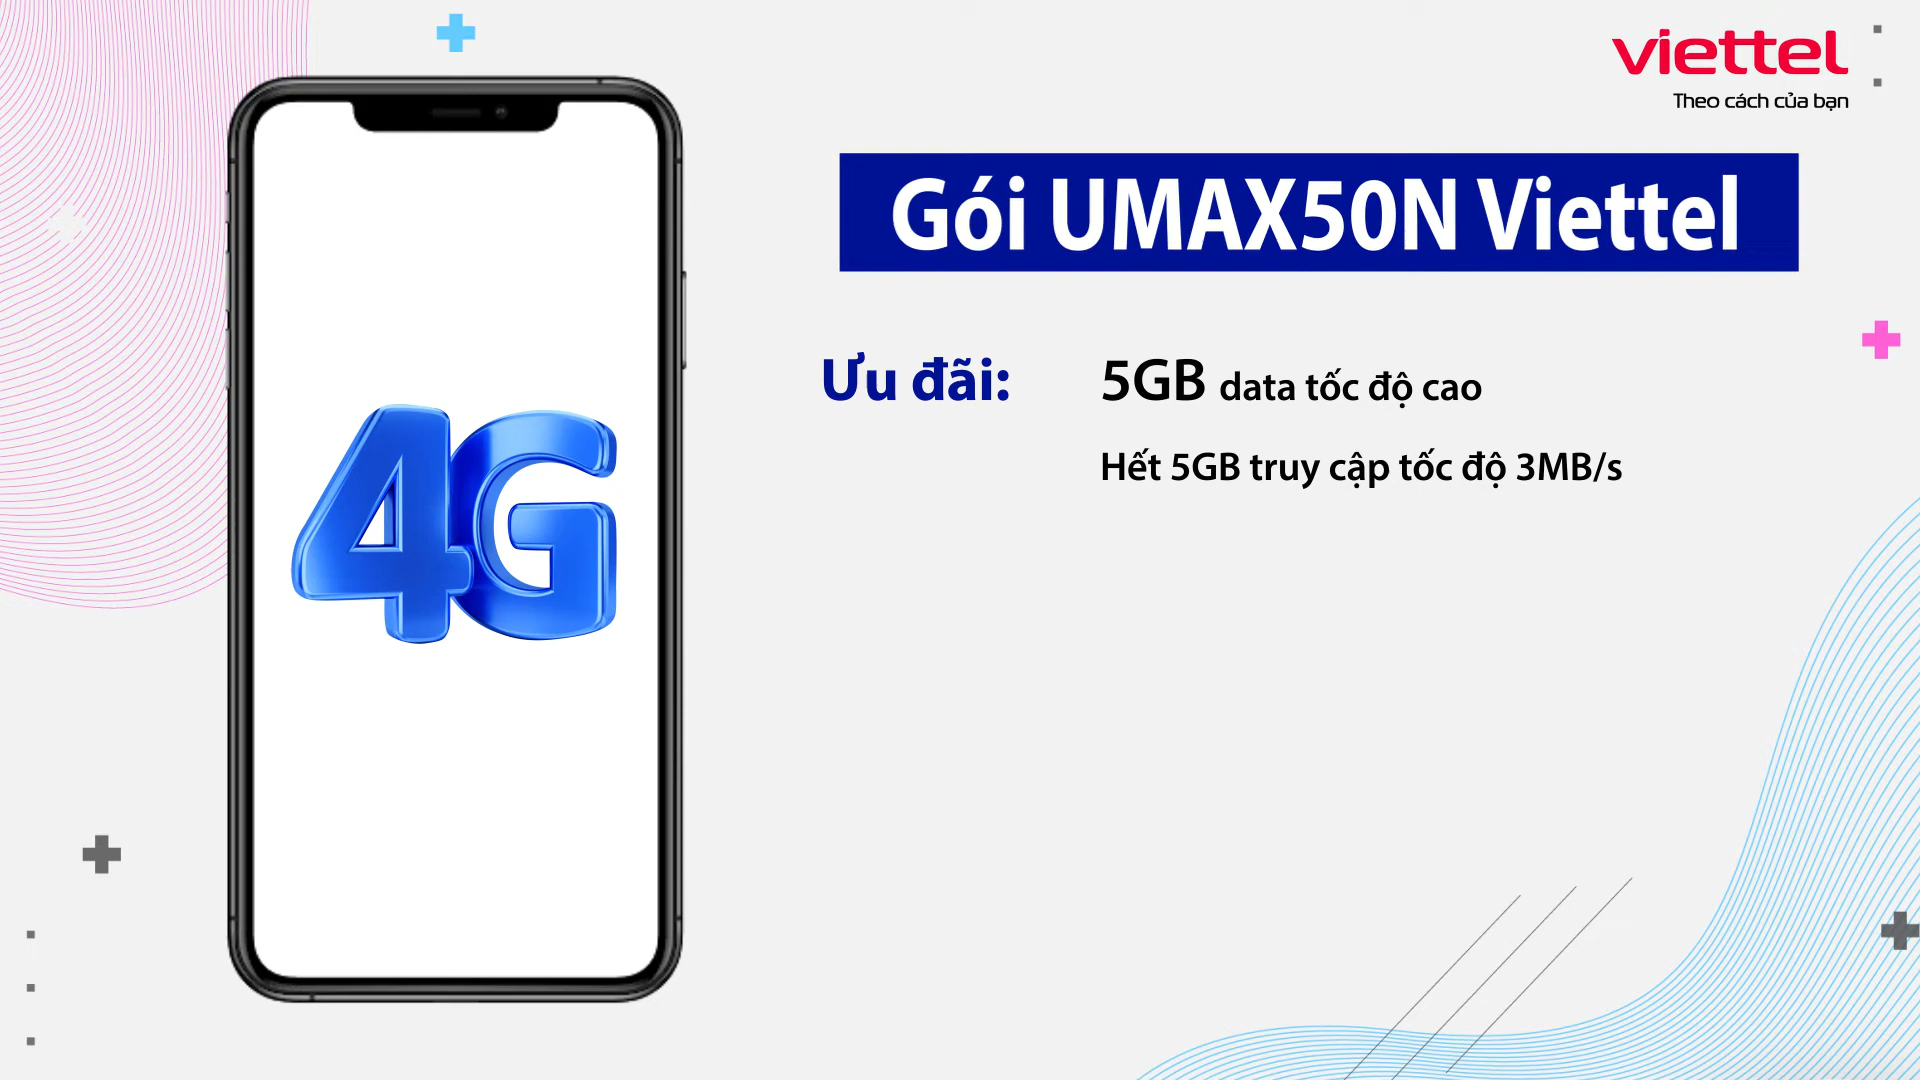 viettel
Theo cách của bạn
Gói UMAX50N Viettel
Ưu đãi: 5GB data tốc độ cao
Hết 5GB truy cập tốc độ 3MB/s
4G